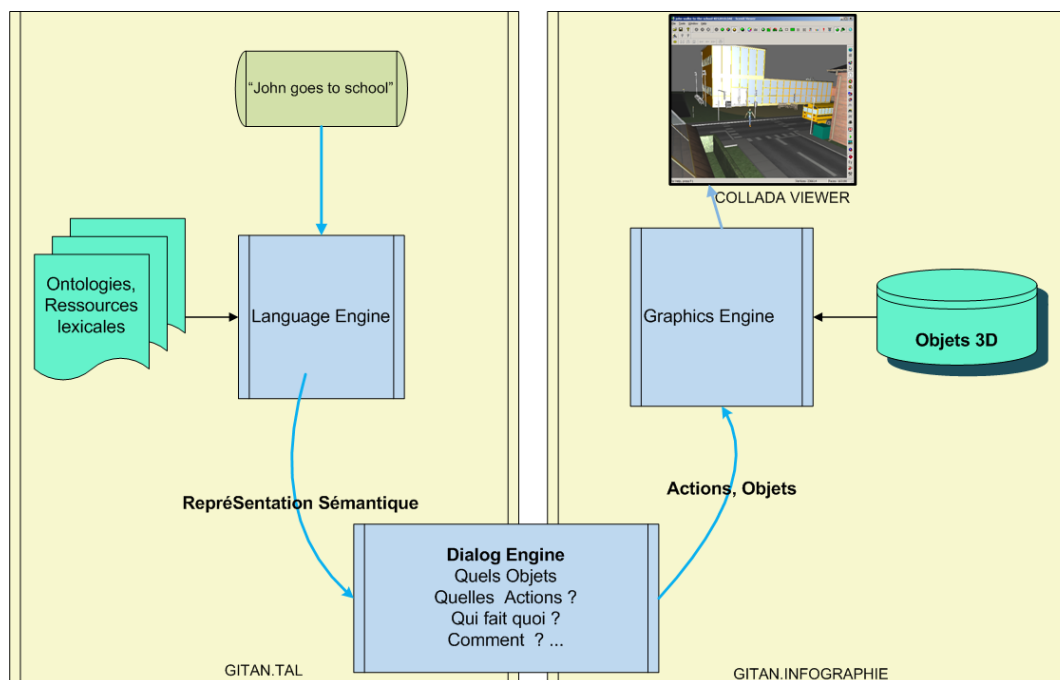 “John goes to school”
Ontologies,
Ressources
lexicales
Language Engine
RepréSentation Sémantique
Dialog Engine
Quels Objets
Quelles Actions ?
Qui fait quoi ?
Comment ? ...
GITAN.TAL
COLLADA VIEWER
Graphics Engine
Objets 3D
Actions, Objets
GITAN.INFOGRAPHIE